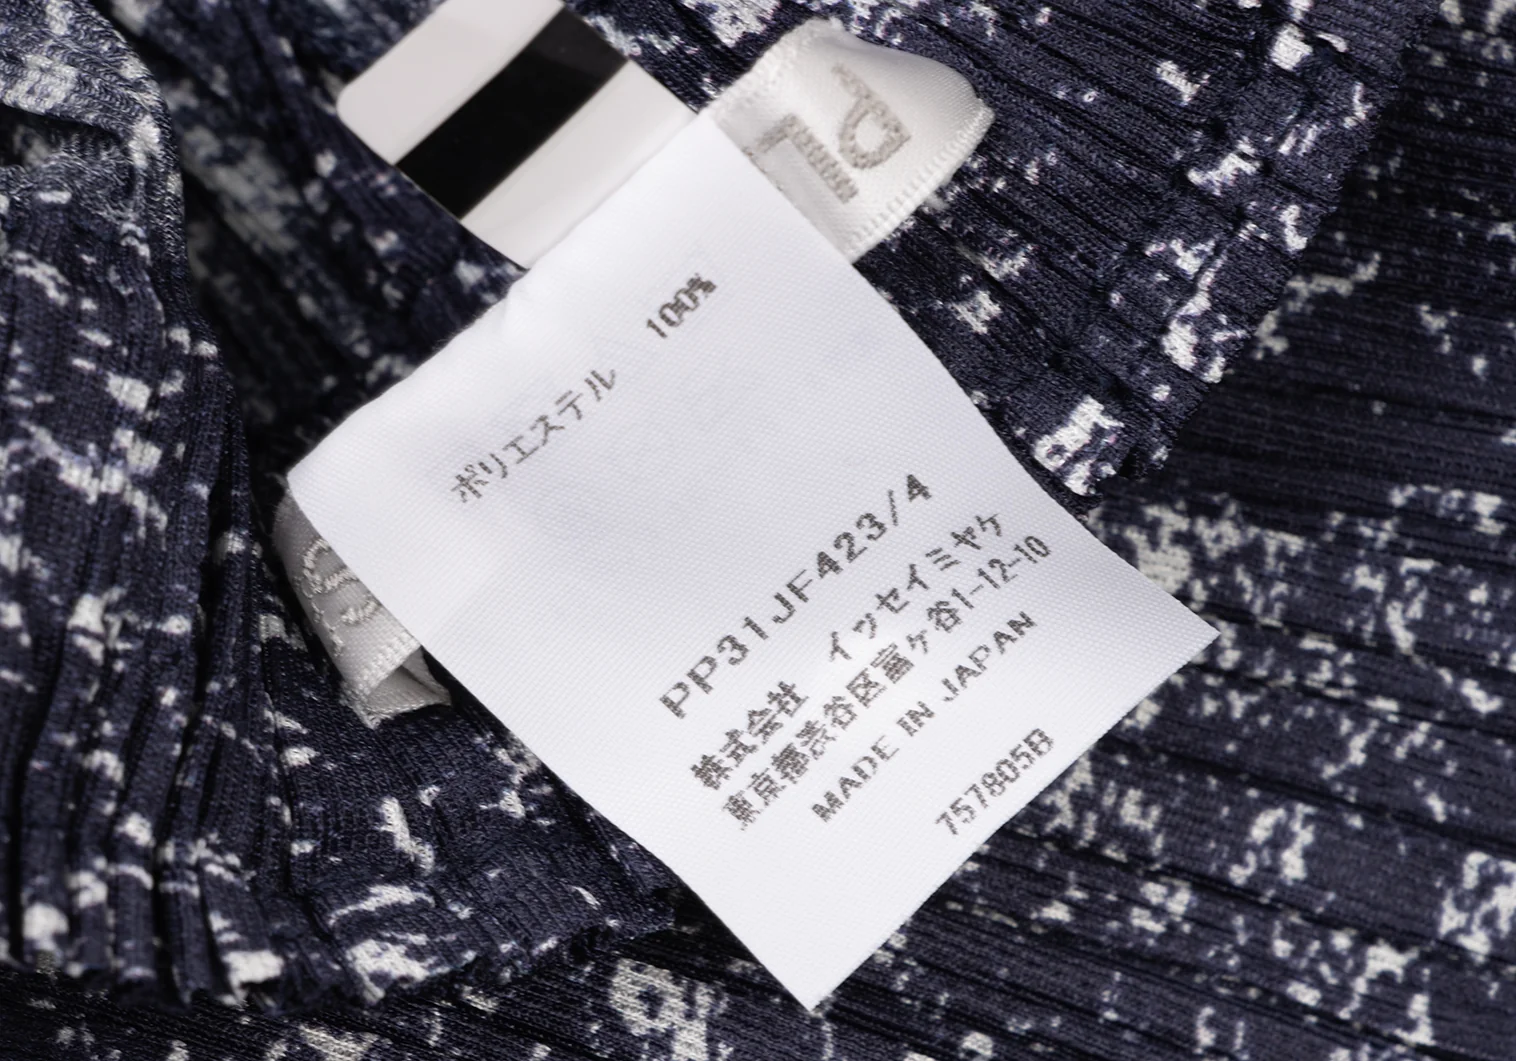 PL
ポリエステル 100%
PP31JF423/4
株式会社 イッセイミヤケ
東京都渋谷区富ヶ谷1-12-10
MADE IN JAPAN
757805B